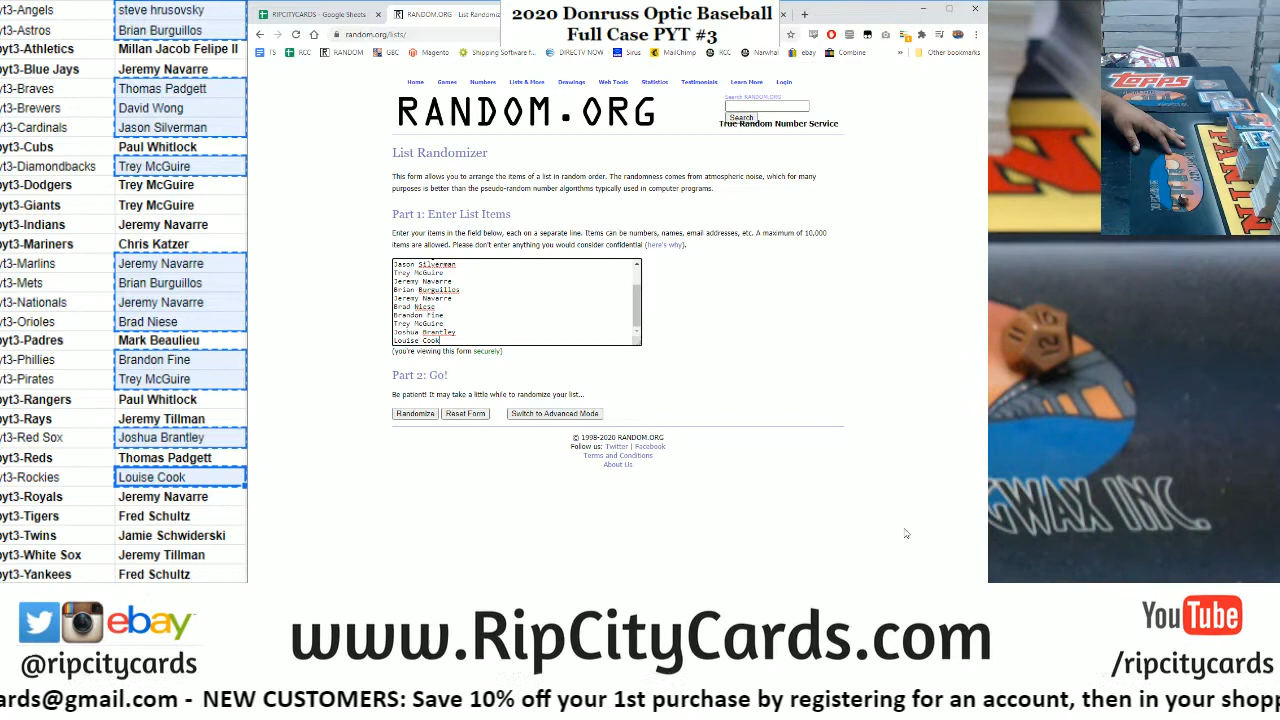 yt3-Angels steve hrusovsky
yt3-Astros Brian Burguillos
yt3-Athletics Millan Jacob Felipe II
yt3-Blue Jays Jeremy Navarre
yt3-Braves Thomas Padgett
yt3-Brewers David Wong
yt3-Cardinals Jason Silverman
yt3-Cubs Paul Whitlock
yt3-Diamondbacks Trey McGuire
yt3-Dodgers Trey McGuire
yt3-Giants Trey McGuire
yt3-Indians Jeremy Navarre
yt3-Mariners Chris Katzer
yt3-Marlins Jeremy Navarre
yt3-Mets Brian Burguillos
yt3-Nationals Jeremy Navarre
yt3-Orioles Brad Niese
yt3-Padres Mark Beaulieu
yt3-Phillies Brandon Fine
yt3-Pirates Trey McGuire
yt3-Rangers Paul Whitlock
yt3-Rays Jeremy Tillman
yt3-Red Sox Joshua Brantley
yt3-Reds Thomas Padgett
yt3-Rockies Louise Cook
yt3-Royals Jeremy Navarre
yt3-Tigers Fred Schultz
yt3-Twins Jamie Schwiderski
yt3-White Sox Jeremy Tillman
yt3-Yankees Fred Schultz
RIPCITYCARDS - Google Sheets
RANDOM.ORG - List Randomiz
2020 Donruss Optic Baseball
Full Case PYT #3
random.org/lists/
TS RCC RANDOM GBC Magento Shipping Software f... DIRECTV NOW Sirus MailChimp RCC Narwhal ebay Combine » Other bookmarks
Home Games Numbers Lists & More Drawings Web Tools Statistics Testimonials Learn More Login
RANDOM.ORG
Search RANDOM.ORG
Search
True Random Number Service
List Randomizer
This form allows you to arrange the items of a list in random order. The randomness comes from atmospheric noise, which for many
purposes is better than the pseudo-random number algorithms typically used in computer programs.
Part 1: Enter List Items
Enter your items in the field below, each on a separate line. Items can be numbers, names, email addresses, etc. A maximum of 10,000
items are allowed. Please don't enter anything you would consider confidential (here's why).
Jason Silverman
Trey McGuire
Jeremy Navarre
Brian Burguillos
Jeremy Navarre
Brad Niese
Brandon Fine
Trey McGuire
Joshua Brantley
Louise Cook
(you're viewing this form securely)
Part 2: Go!
Be patient! It may take a little while to randomize your list...
Randomize Reset Form Switch to Advanced Mode
© 1998-2020 RANDOM.ORG
Follow us: Twitter | Facebook
Terms and Conditions
About Us
TOPPS
PANIN
11
12
GWAX INC.
ebay
@ripcitycards
www.RipCityCards.com
YouTube
/ripcitycards
ards@gmail.com - NEW CUSTOMERS: Save 10% off your 1st purchase by registering for an account, then in your shopp